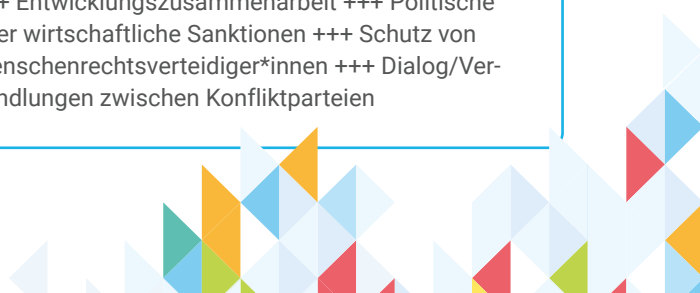 + Entwicklungszusammenarbeit +++ Politische
er wirtschaftliche Sanktionen +++ Schutz von
enschenrechtsverteidiger*innen +++ Dialog/Ver-
ndlungen zwischen Konfliktparteien